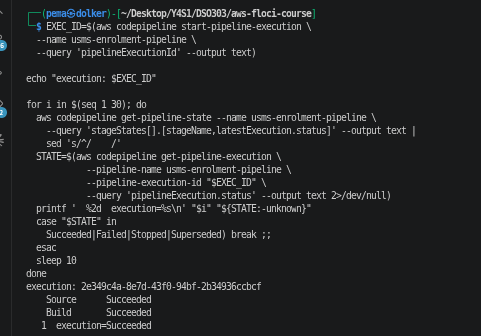 ┌──(pema㉿dolker)-[~/Desktop/Y4S1/DSO303/aws-floci-course]
└─$ EXEC_ID=$(aws codepipeline start-pipeline-execution \
  --name usms-enrolment-pipeline \
  --query 'pipelineExecutionId' --output text)

echo "execution: $EXEC_ID"

for i in $(seq 1 30); do
  aws codepipeline get-pipeline-state --name usms-enrolment-pipeline \
    --query 'stageStates[].[stageName,latestExecution.status]' --output text |
    sed 's/^/    /'
  STATE=$(aws codepipeline get-pipeline-execution \
            --pipeline-name usms-enrolment-pipeline \
            --pipeline-execution-id "$EXEC_ID" \
            --query 'pipelineExecution.status' --output text 2>/dev/null)
  printf '  %2d  execution=%s\n' "$i" "${STATE:-unknown}"
  case "$STATE" in
    Succeeded|Failed|Stopped|Superseded) break ;;
  esac
  sleep 10
done
execution: 2e349c4a-8e7d-43f0-94bf-2b34936ccbcf
    Source      Succeeded
    Build       Succeeded
   1  execution=Succeeded